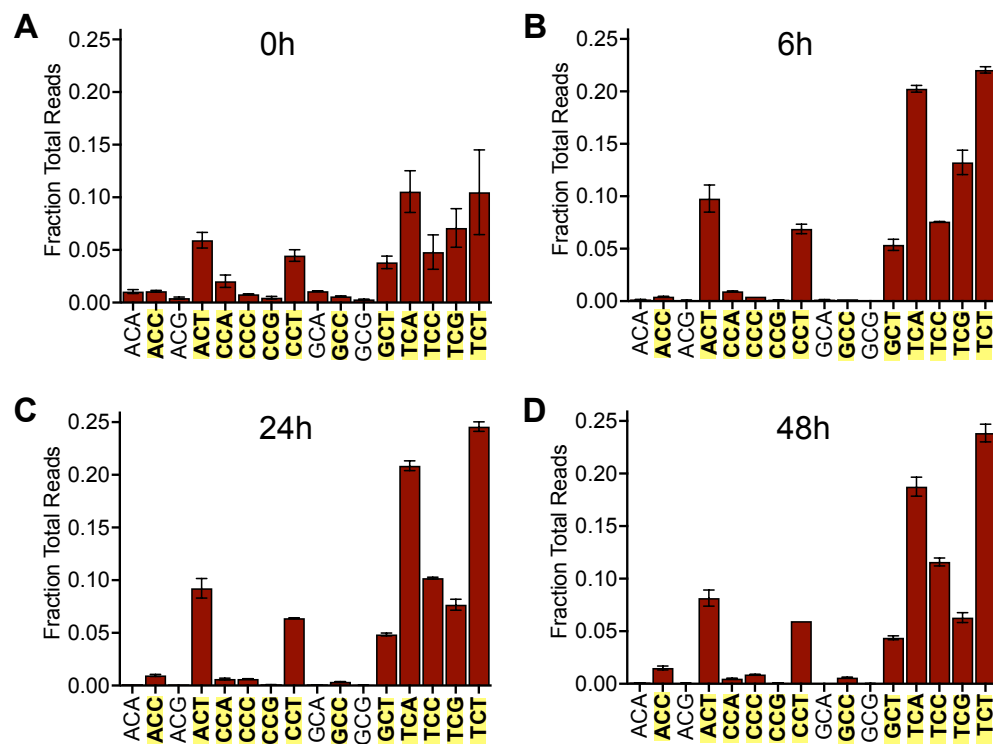 A
0h
Fraction Total Reads
0.25
0.20
0.15
0.10
0.05
0.00
ACA
ACC
ACG
ACT
CCA
CCC
CCG
CCT
GCA
GCC
GCG
GCT
TCA
TCC
TCG
TCT
B
6h
Fraction Total Reads
0.25
0.20
0.15
0.10
0.05
0.00
ACA
ACC
ACG
ACT
CCA
CCC
CCG
CCT
GCA
GCC
GCG
GCT
TCA
TCC
TCG
TCT
C
24h
Fraction Total Reads
0.25
0.20
0.15
0.10
0.05
0.00
ACA
ACC
ACG
ACT
CCA
CCC
CCG
CCT
GCA
GCC
GCG
GCT
TCA
TCC
TCG
TCT
D
48h
Fraction Total Reads
0.25
0.20
0.15
0.10
0.05
0.00
ACA
ACC
ACG
ACT
CCA
CCC
CCG
CCT
GCA
GCC
GCG
GCT
TCA
TCC
TCG
TCT